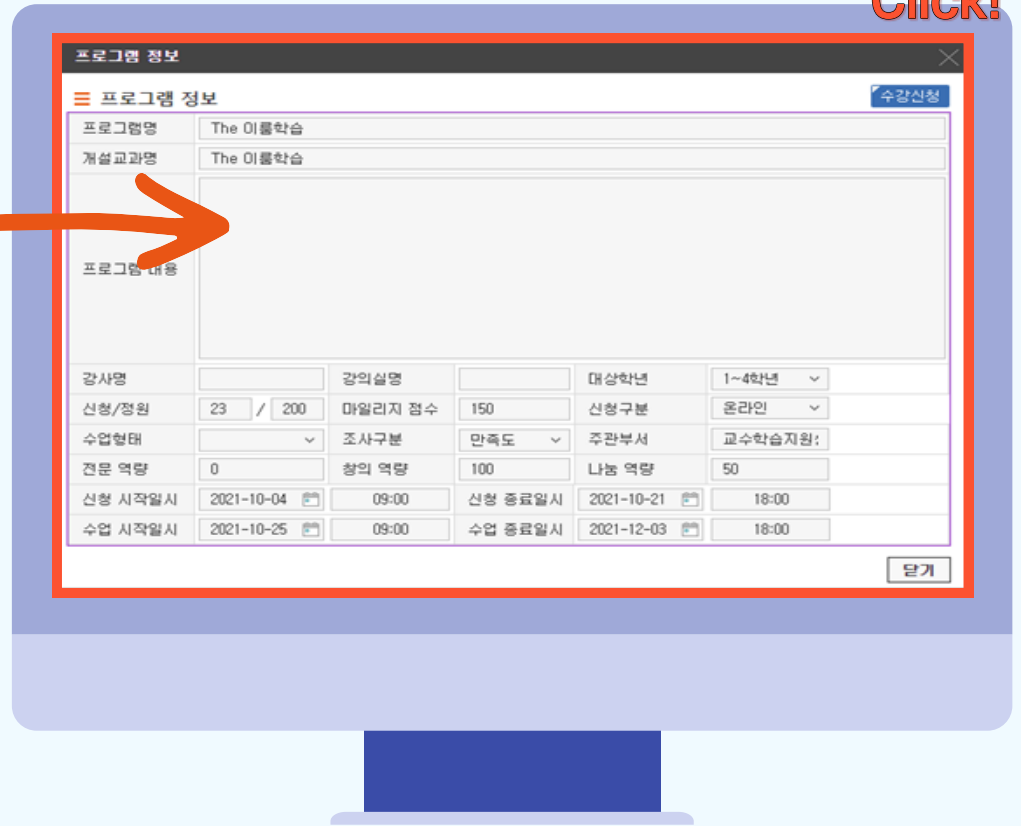 Click!
프로그램 정보
프로그램 정보
수강신청
프로그램명 The 이룸학습
개설교과명 The 이룸학습
프로그램 내용
강사명 강의실명 대상학년 1~4학년
신청/정원 23 / 200 마일리지 점수 150 신청구분 온라인
수업형태 조사구분 만족도 주관부서 교수학습지원
전문 역량 0 창의 역량 100 나눔 역량 50
신청 시작일시 2021-10-04 09:00 신청 종료일시 2021-10-21 18:00
수업 시작일시 2021-10-25 09:00 수업 종료일시 2021-12-03 18:00
닫기